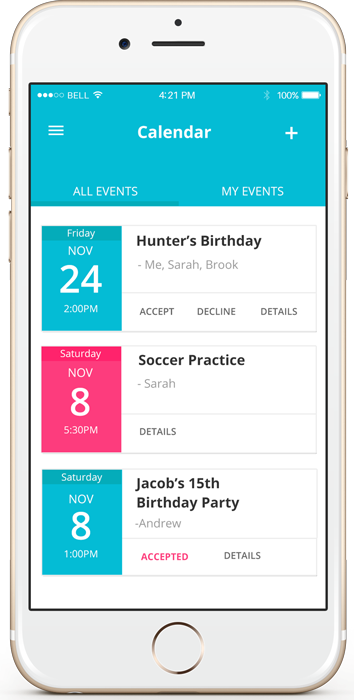 BELL 4:21 PM 100%
Calendar +
ALL EVENTS MY EVENTS
Friday
NOV
24
2:00PM
Hunter’s Birthday
- Me, Sarah, Brook
ACCEPT DECLINE DETAILS
Saturday
NOV
8
5:30PM
Soccer Practice
- Sarah
DETAILS
Saturday
NOV
8
1:00PM
Jacob’s 15th
Birthday Party
-Andrew
ACCEPTED DETAILS